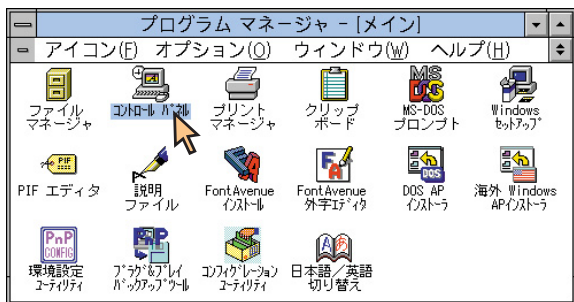 プログラム マネージャ - [メイン]
アイコン(F) オプション(O) ウィンドウ(W) ヘルプ(H)
ファイル
マネージャ
ｺﾝﾄﾛｰﾙ ﾊﾟﾈﾙ
プリント
マネージャ
クリップ
ボード
MS
DOS
MS-DOS
プロンプト
Windows
ｾｯﾄｱｯﾌﾟ
PIF
PIF エディタ
説明
ファイル
FontAvenue
ｲﾝｽﾄｰﾙ
FontAvenue
外字ｴﾃﾞｨﾀ
DOS
DOS AP
ｲﾝｽﾄｰﾗ
海外 Windows
APｲﾝｽﾄｰﾗ
PnP
CONFIG
環境設定
ﾕｰﾃｨﾘﾃｨ
PnP
ﾌﾟﾗｸﾞ&ﾌﾟﾚｲ
ﾊﾞｯｸｱｯﾌﾟﾂｰﾙ
ｺﾝﾌｨｸﾞﾚｰｼｮﾝ
ﾕｰﾃｨﾘﾃｨ
Aあ
日本語／英語
切り替え